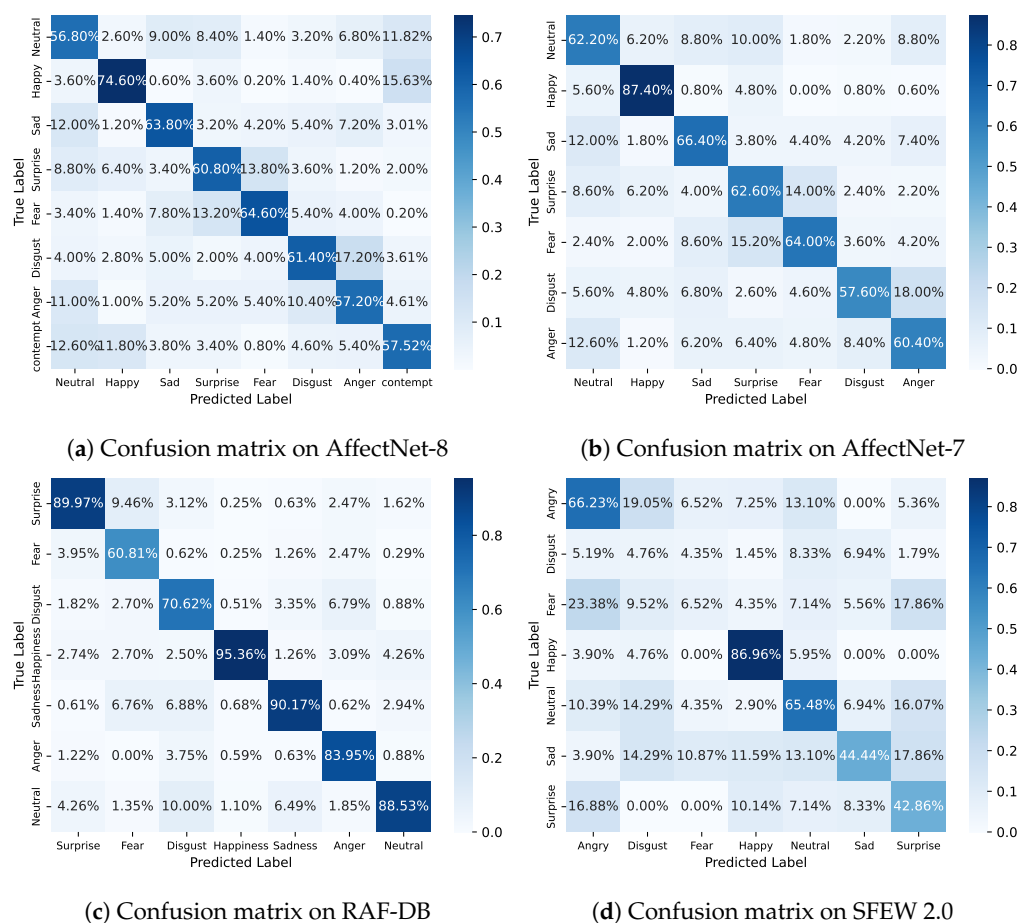 Neutral 56.80% 2.60% 9.00% 8.40% 1.40% 3.20% 6.80% 11.82%
Happy 3.60% 74.60% 0.60% 3.60% 0.20% 1.40% 0.40% 15.63%
Sad 12.00% 1.20% 63.80% 3.20% 4.20% 5.40% 7.20% 3.01%
Surprise 8.80% 6.40% 3.40% 60.80% 13.80% 3.60% 1.20% 2.00%
Fear 3.40% 1.40% 7.80% 13.20% 64.60% 5.40% 4.00% 0.20%
Disgust 4.00% 2.80% 5.00% 2.00% 4.00% 61.40% 17.20% 3.61%
Anger 11.00% 1.00% 5.20% 5.20% 5.40% 10.40% 57.20% 4.61%
contempt 12.60% 11.80% 3.80% 3.40% 0.80% 4.60% 5.40% 57.52%
True Label
Neutral Happy Sad Surprise Fear Disgust Anger contempt
Predicted Label
0.7
0.6
0.5
0.4
0.3
0.2
0.1
(a) Confusion matrix on AffectNet-8
Neutral 62.20% 6.20% 8.80% 10.00% 1.80% 2.20% 8.80%
Happy 5.60% 87.40% 0.80% 4.80% 0.00% 0.80% 0.60%
Sad 12.00% 1.80% 66.40% 3.80% 4.40% 4.20% 7.40%
Surprise 8.60% 6.20% 4.00% 62.60% 14.00% 2.40% 2.20%
Fear 2.40% 2.00% 8.60% 15.20% 64.00% 3.60% 4.20%
Disgust 5.60% 4.80% 6.80% 2.60% 4.60% 57.60% 18.00%
Anger 12.60% 1.20% 6.20% 6.40% 4.80% 8.40% 60.40%
True Label
Neutral Happy Sad Surprise Fear Disgust Anger
Predicted Label
0.8
0.7
0.6
0.5
0.4
0.3
0.2
0.1
0.0
(b) Confusion matrix on AffectNet-7
Surprise 89.97% 9.46% 3.12% 0.25% 0.63% 2.47% 1.62%
Fear 3.95% 60.81% 0.62% 0.25% 1.26% 2.47% 0.29%
Disgust 1.82% 2.70% 70.62% 0.51% 3.35% 6.79% 0.88%
Happiness 2.74% 2.70% 2.50% 95.36% 1.26% 3.09% 4.26%
Sadness 0.61% 6.76% 6.88% 0.68% 90.17% 0.62% 2.94%
Anger 1.22% 0.00% 3.75% 0.59% 0.63% 83.95% 0.88%
Neutral 4.26% 1.35% 10.00% 1.10% 6.49% 1.85% 88.53%
True Label
Surprise Fear Disgust Happiness Sadness Anger Neutral
Predicted Label
0.8
0.6
0.4
0.2
0.0
(c) Confusion matrix on RAF-DB
Angry 66.23% 19.05% 6.52% 7.25% 13.10% 0.00% 5.36%
Disgust 5.19% 4.76% 4.35% 1.45% 8.33% 6.94% 1.79%
Fear 23.38% 9.52% 6.52% 4.35% 7.14% 5.56% 17.86%
Happy 3.90% 4.76% 0.00% 86.96% 5.95% 0.00% 0.00%
Neutral 10.39% 14.29% 4.35% 2.90% 65.48% 6.94% 16.07%
Sad 3.90% 14.29% 10.87% 11.59% 13.10% 44.44% 17.86%
Surprise 16.88% 0.00% 0.00% 10.14% 7.14% 8.33% 42.86%
True Label
Angry Disgust Fear Happy Neutral Sad Surprise
Predicted Label
0.8
0.7
0.6
0.5
0.4
0.3
0.2
0.1
0.0
(d) Confusion matrix on SFEW 2.0